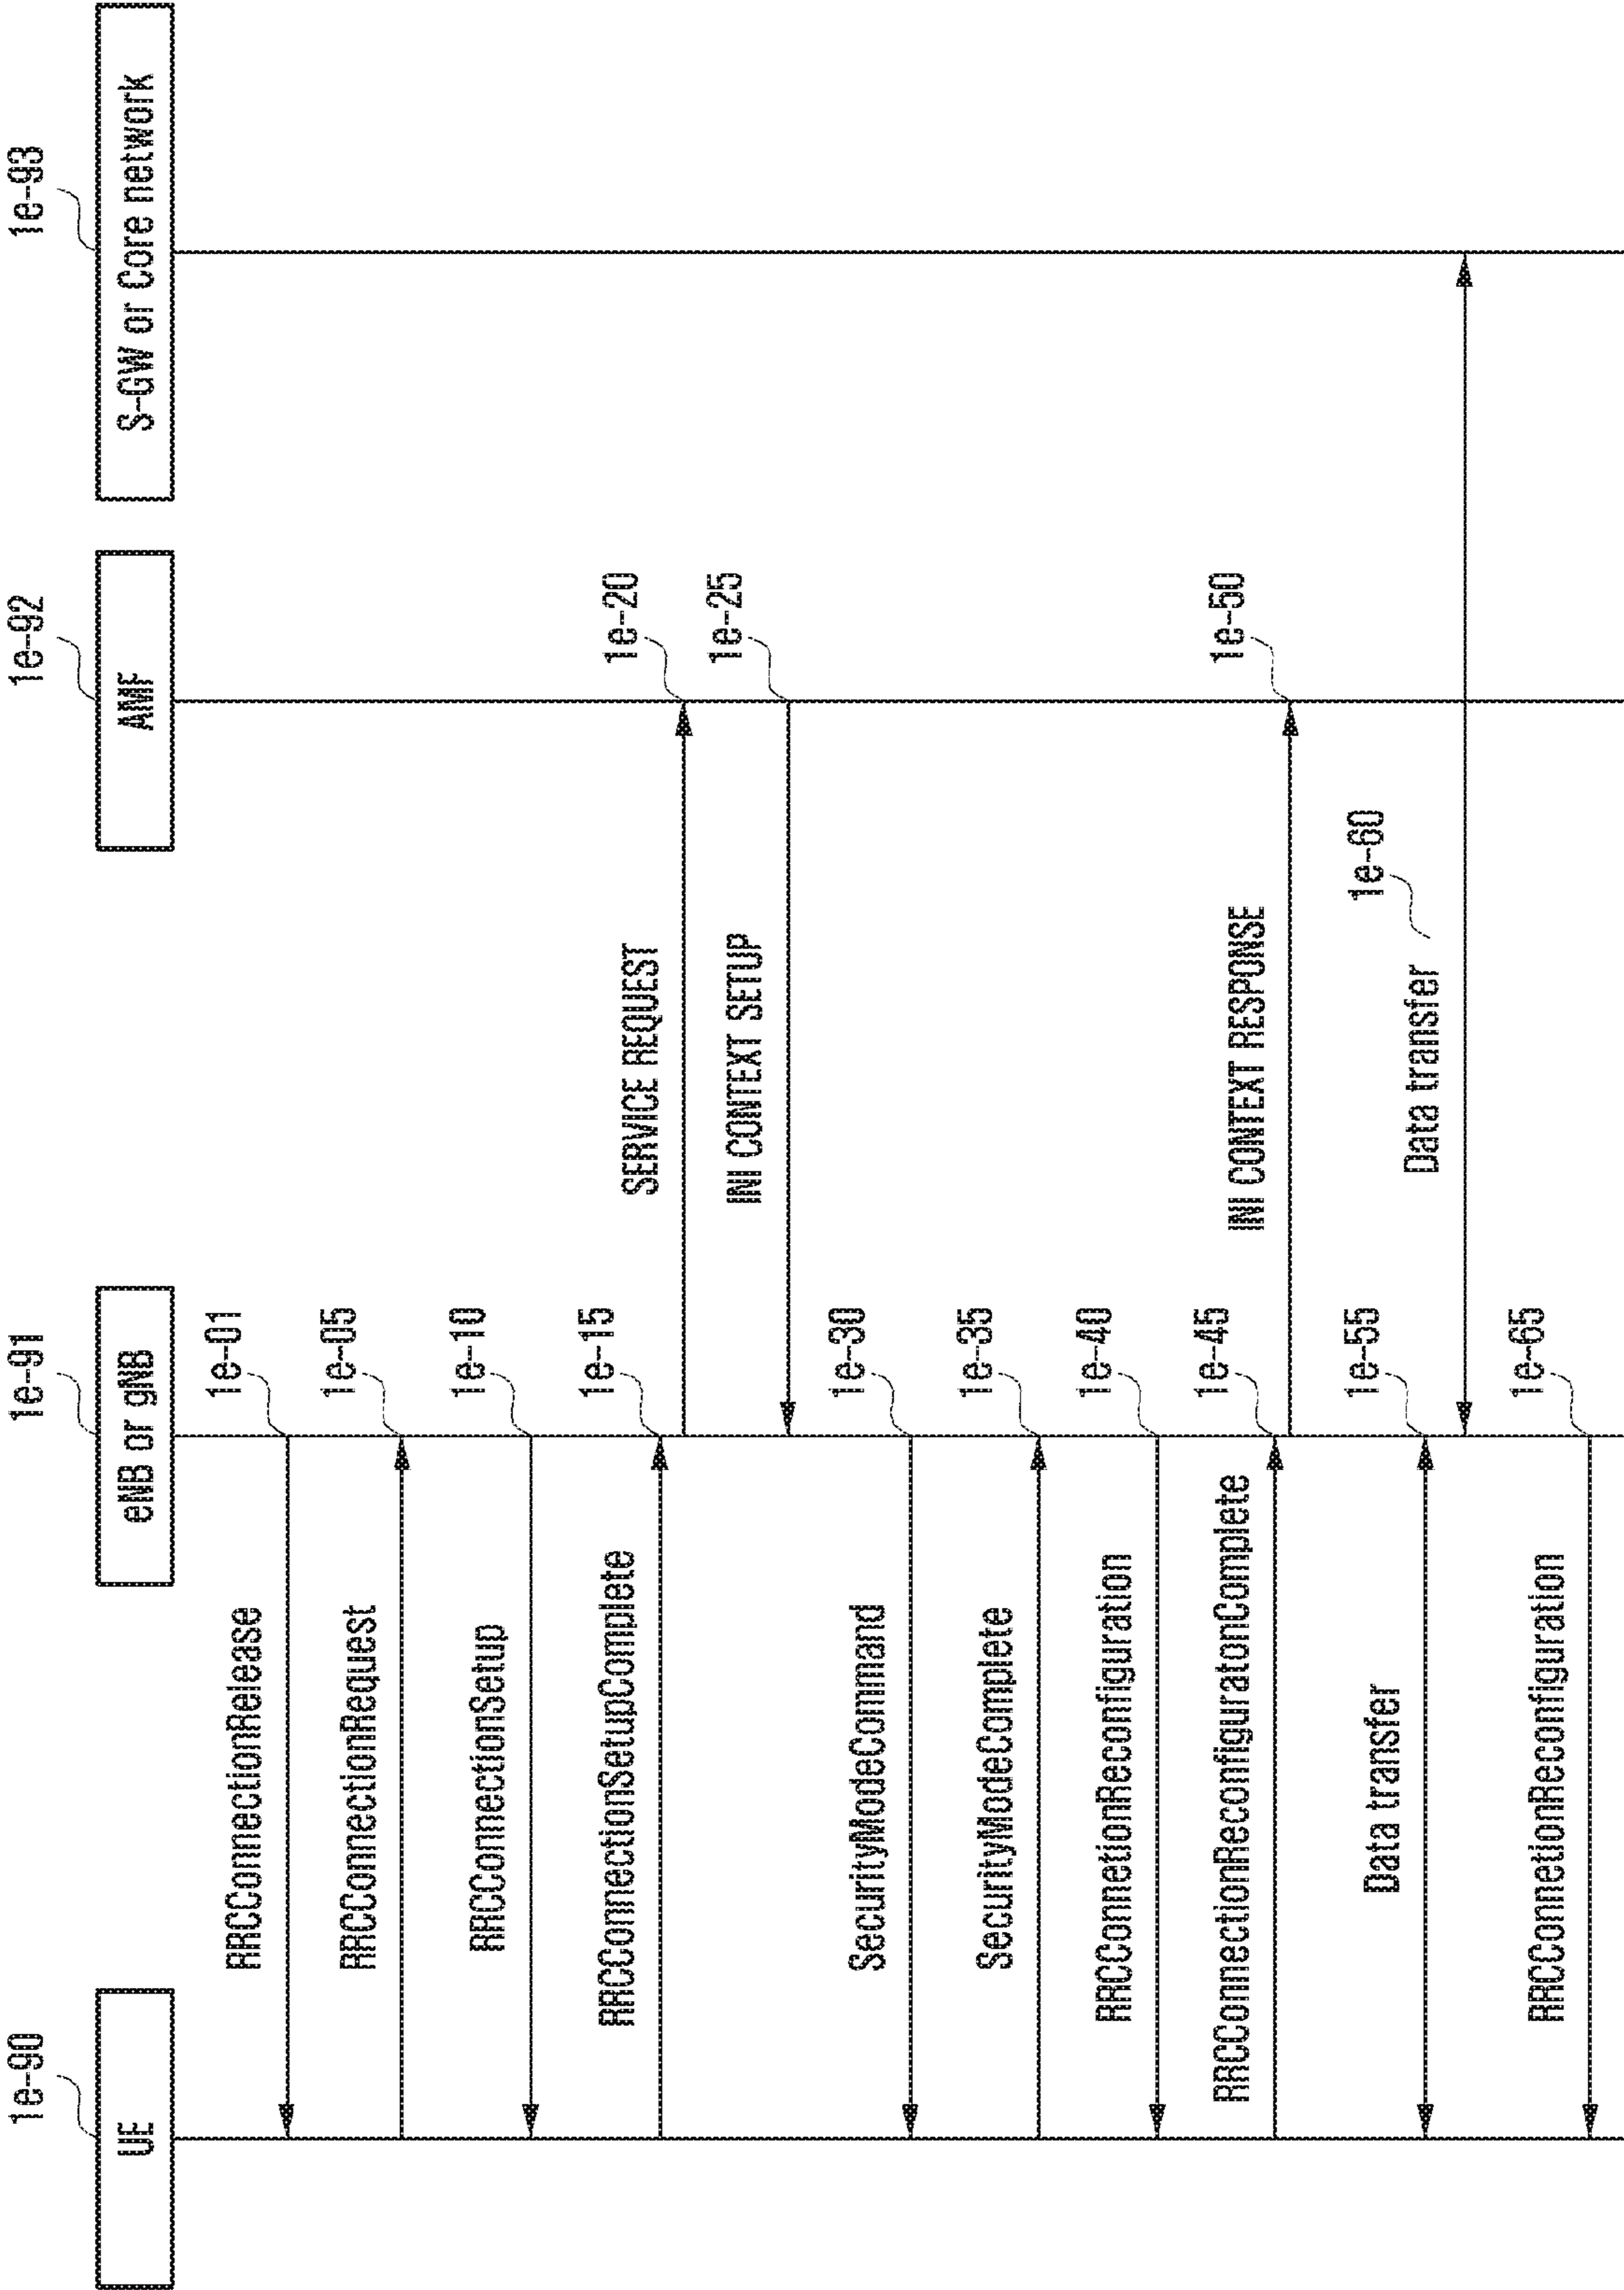 1e-90
1e-91
1e-92
1e-93
UE
eNB or gNB
AMF
S-GW or Core network
RRCConnectionRelease
1e-01
RRCConnectionRequest
1e-05
RRCConnectionSetup
1e-10
RRCConnectionSetupComplete
1e-15
SERVICE REQUEST
1e-20
INI CONTEXT SETUP
1e-25
SecurityModeCommand
1e-30
SecurityModeComplete
1e-35
RRCConnetionReconfiguration
1e-40
RRCConnectionReconfiguratonComplete
1e-45
INI CONTEXT RESPONSE
1e-50
Data transfer
1e-55
Data transfer
1e-60
RRCConnetionReconfiguration
1e-65